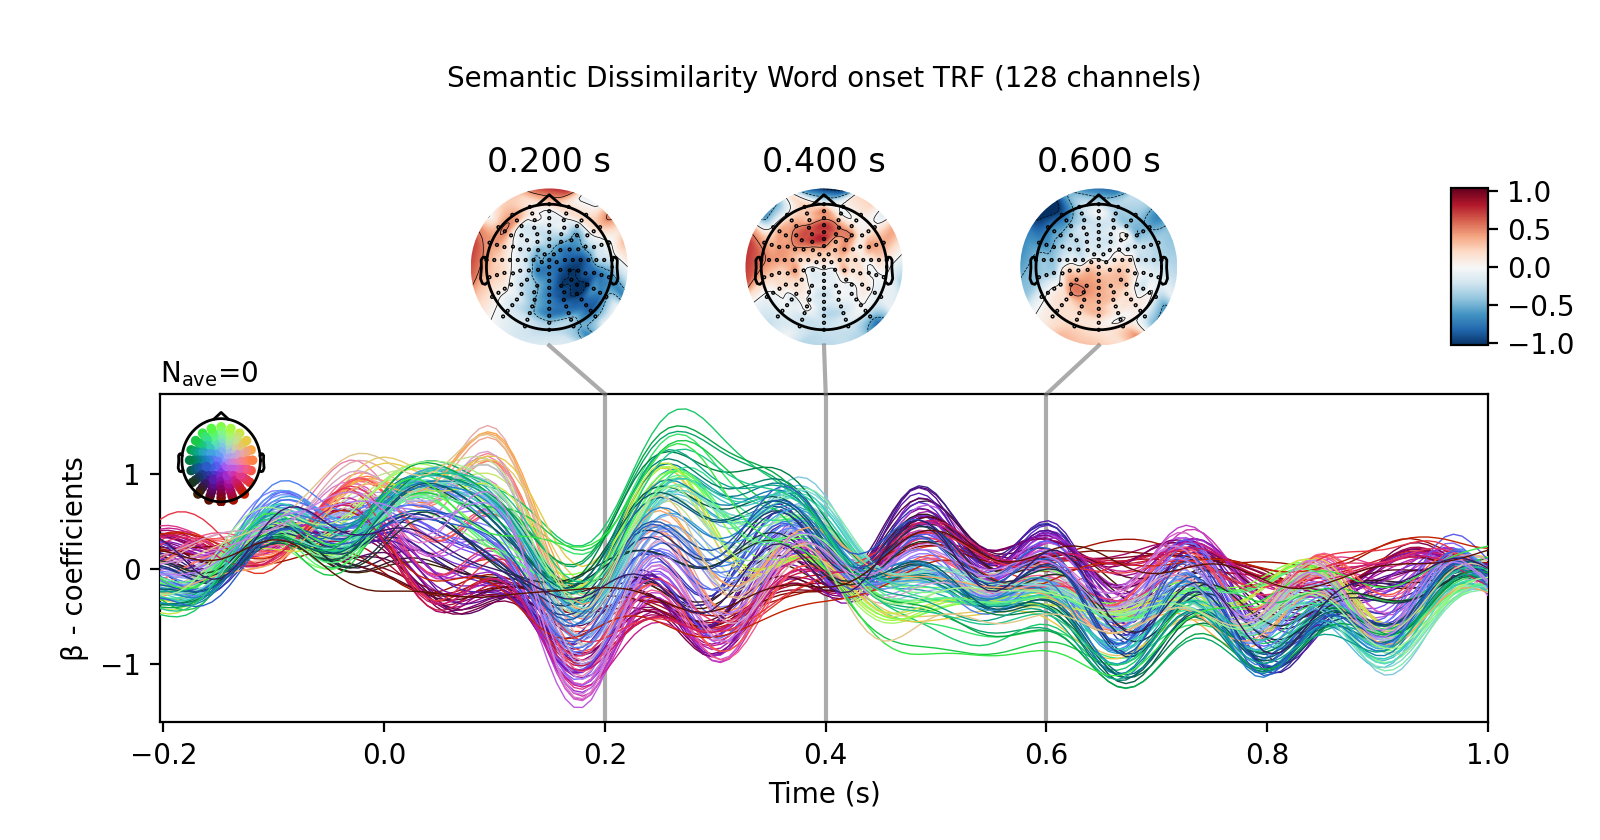 Semantic Dissimilarity Word onset TRF (128 channels)
0.200 s 0.400 s 0.600 s
1.0
0.5
0.0
−0.5
−1.0
Nave=0
β - coefficients
1
0
−1
−0.2 0.0 0.2 0.4 0.6 0.8 1.0
Time (s)